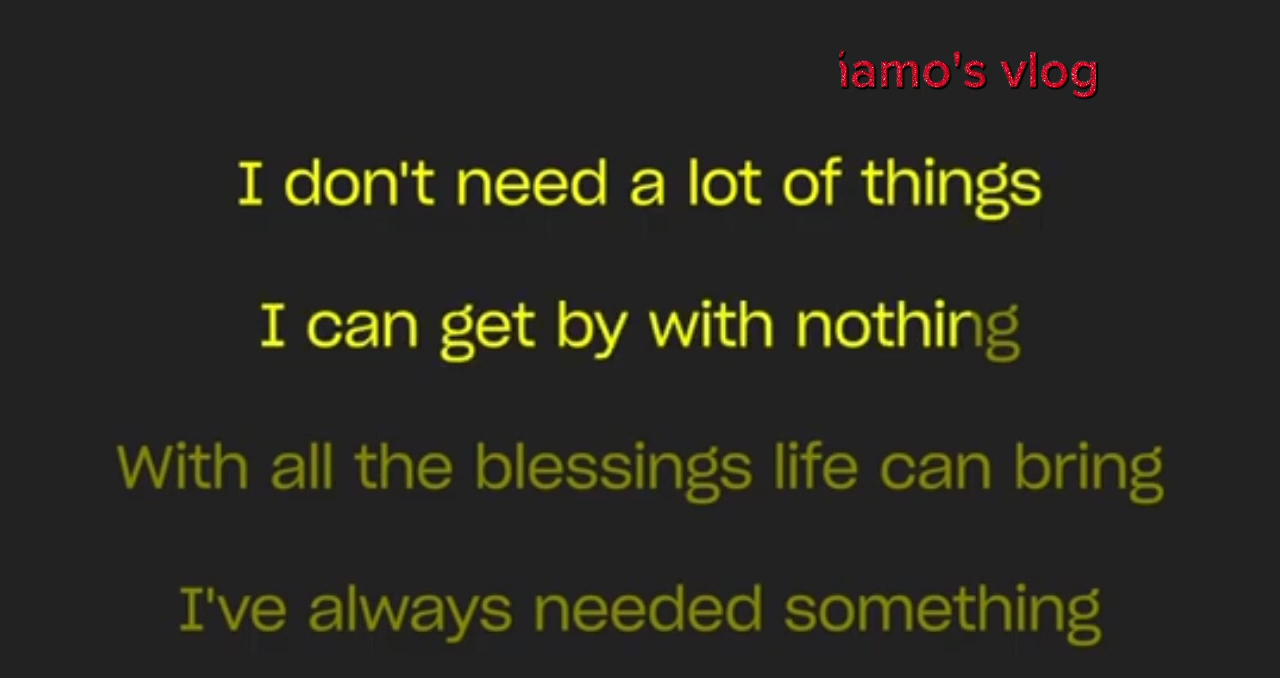 iamo's vlog
I don't need a lot of things
I can get by with nothing
With all the blessings life can bring
I've always needed something